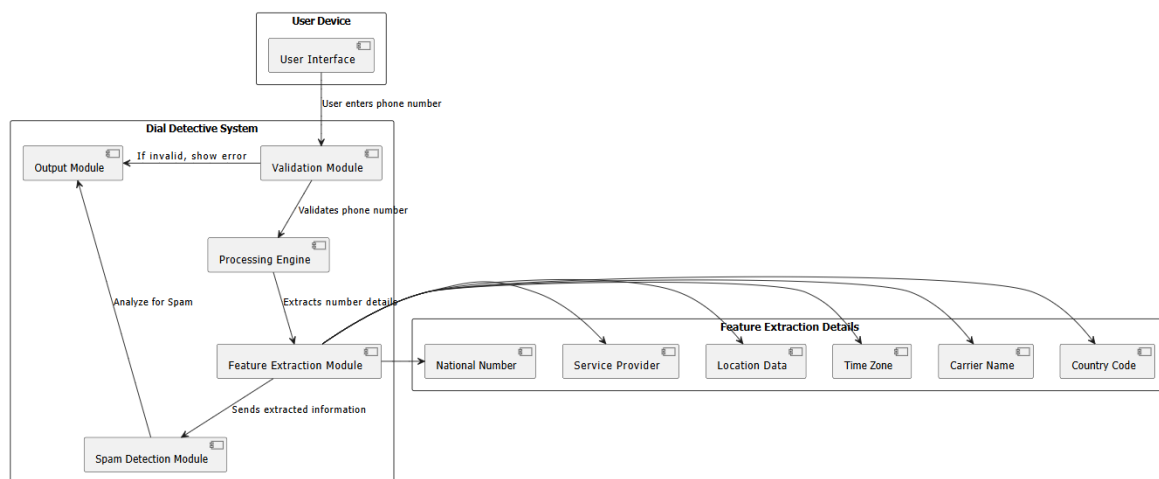 User Device
User Interface
User enters phone number
Dial Detective System
Output Module
If invalid, show error
Validation Module
Validates phone number
Processing Engine
Analyze for Spam
Extracts number details
Feature Extraction Details
Feature Extraction Module
National Number
Service Provider
Location Data
Time Zone
Carrier Name
Country Code
Sends extracted information
Spam Detection Module